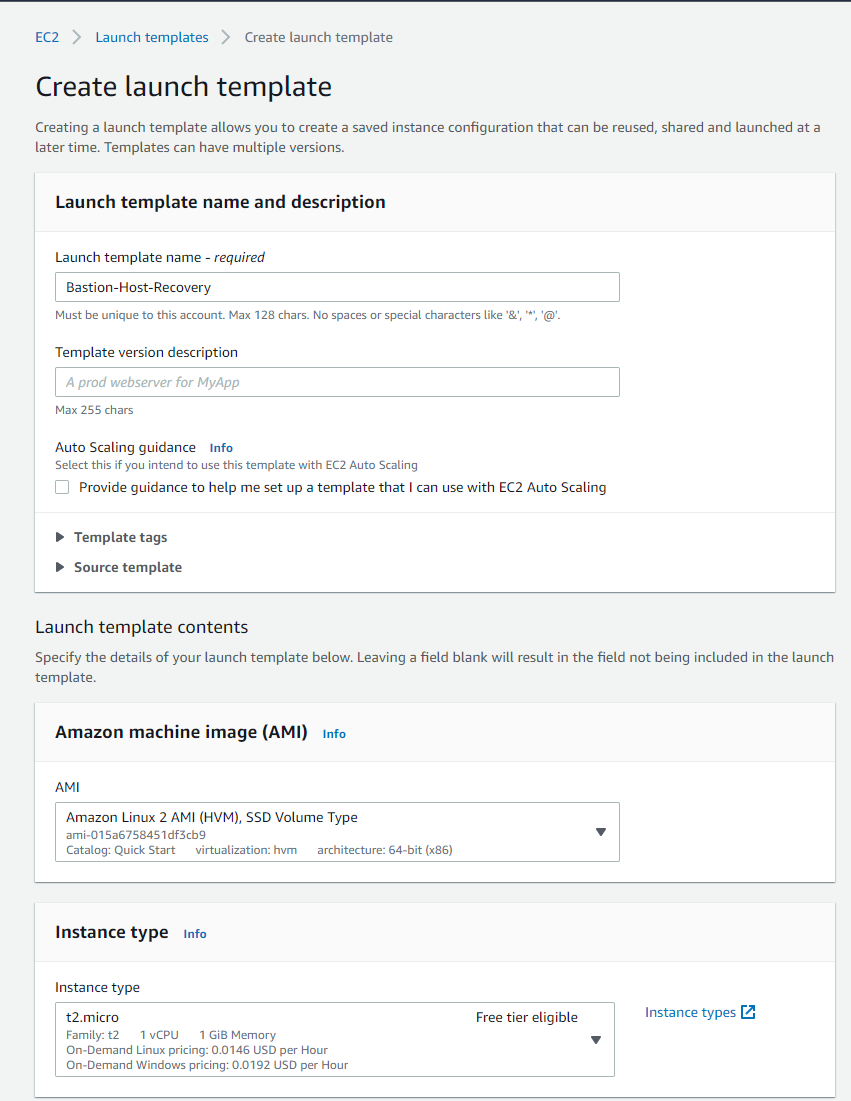 EC2 > Launch templates > Create launch template
Create launch template
Creating a launch template allows you to create a saved instance configuration that can be reused, shared and launched at a
later time. Templates can have multiple versions.
Launch template name and description
Launch template name - required
Bastion-Host-Recovery
Must be unique to this account. Max 128 chars. No spaces or special characters like '&', '*', '@'.
Template version description
A prod webserver for MyApp
Max 255 chars
Auto Scaling guidance Info
Select this if you intend to use this template with EC2 Auto Scaling
Provide guidance to help me set up a template that I can use with EC2 Auto Scaling
Template tags
Source template
Launch template contents
Specify the details of your launch template below. Leaving a field blank will result in the field not being included in the launch
template.
Amazon machine image (AMI) Info
AMI
Amazon Linux 2 AMI (HVM), SSD Volume Type
ami-015a6758451df3cb9
Catalog: Quick Start virtualization: hvm architecture: 64-bit (x86)
Instance type Info
Instance type
t2.micro Free tier eligible
Family: t2 1 vCPU 1 GiB Memory
On-Demand Linux pricing: 0.0146 USD per Hour
On-Demand Windows pricing: 0.0192 USD per Hour
Instance types